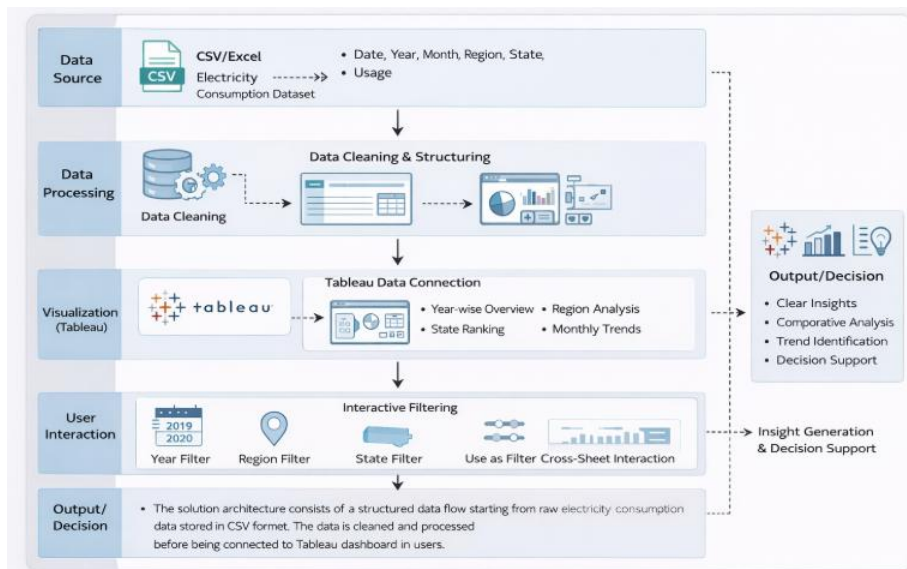 Data
Source
CSV
CSV/Excel
Electricity
Consumption Dataset
• Date, Year, Month, Region, State,
• Usage
Data
Processing
Data Cleaning & Structuring
Data Cleaning
Visualization
(Tableau)
+ableau
Tableau Data Connection
• Year-wise Overview
• Region Analysis
• State Ranking
• Monthly Trends
User
Interaction
Interactive Filtering
2019
2020
Year Filter
Region Filter
State Filter
Use as Filter
Cross-Sheet Interaction
Output/
Decision
• The solution architecture consists of a structured data flow starting from raw electricity consumption
data stored in CSV formet. The data is cleaned and processed
before being connected to Tableau dashboard in users.
Output/Decision
• Clear Insights
• Comporative Analysis
• Trend Identification
• Decision Support
Insight Generation
& Decision Support